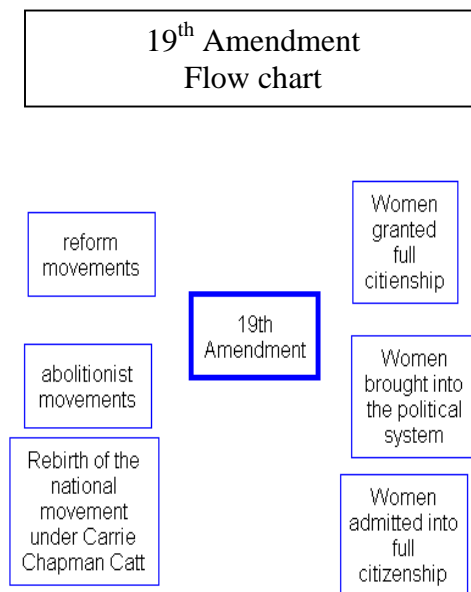 19th Amendment
Flow chart
reform
movements
abolitionist
movements
Rebirth of the
national
movement
under Carrie
Chapman Catt
19th
Amendment
Women
granted
full
citienship
Women
brought into
the political
system
Women
admitted into
full
citizenship